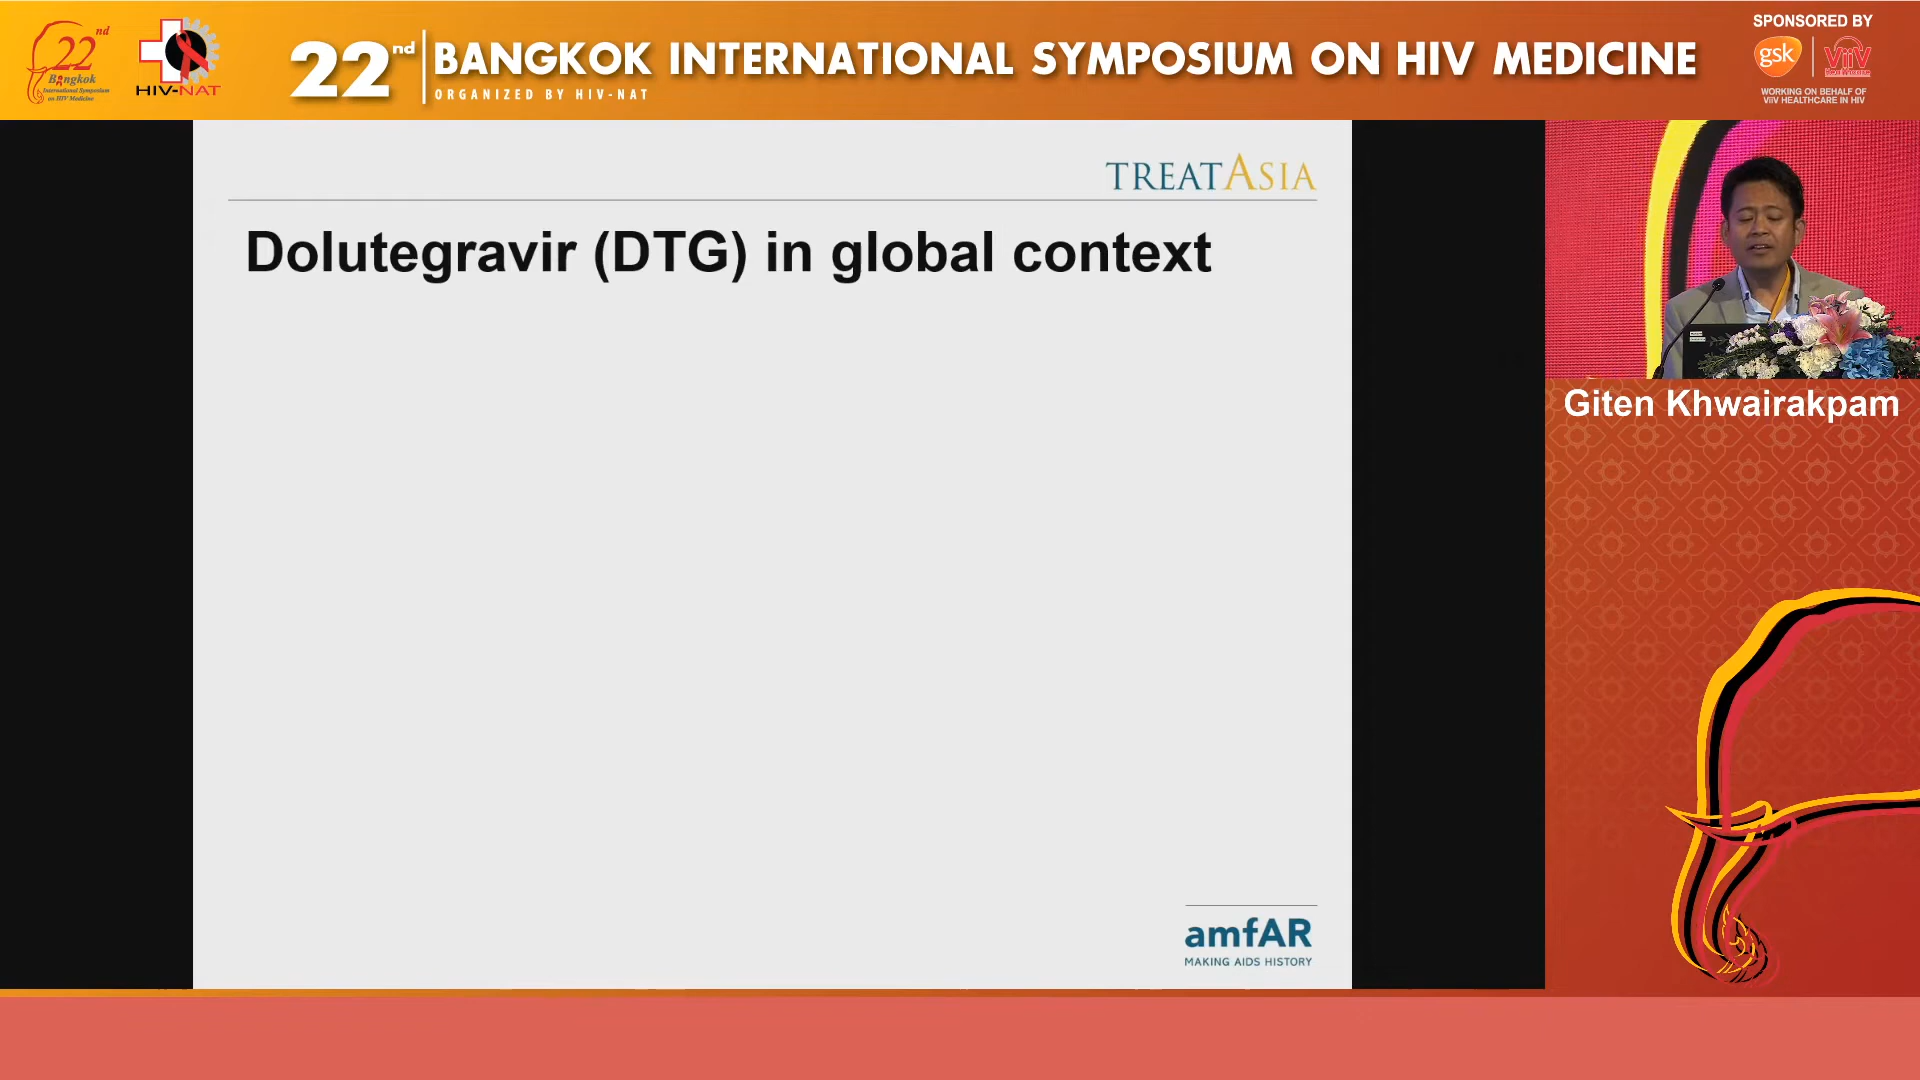 22nd
Bangkok
International Symposium
on HIV Medicine
HIV-NAT
22nd BANGKOK INTERNATIONAL SYMPOSIUM ON HIV MEDICINE
ORGANIZED BY HIV-NAT
SPONSORED BY
gsk
ViiV
WORKING ON BEHALF OF
ViiV HEALTHCARE IN HIV
TREATASIA
Dolutegravir (DTG) in global context
Giten Khwairakpam
amfAR
MAKING AIDS HISTORY